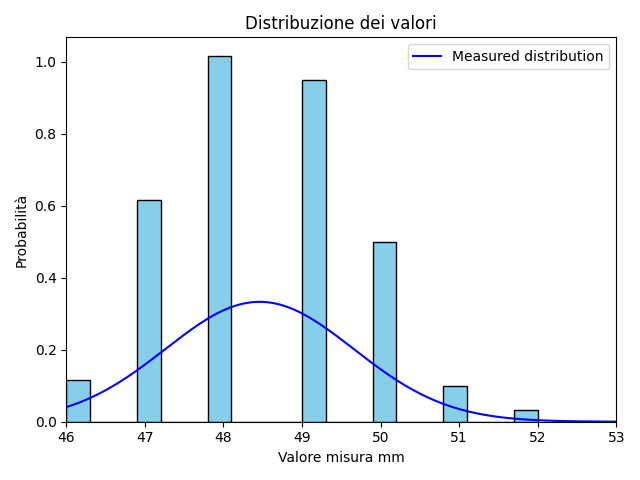 Distribuzione dei valori
Measured distribution
Probabilità
1.0
0.8
0.6
0.4
0.2
0.0
46 47 48 49 50 51 52 53
Valore misura mm